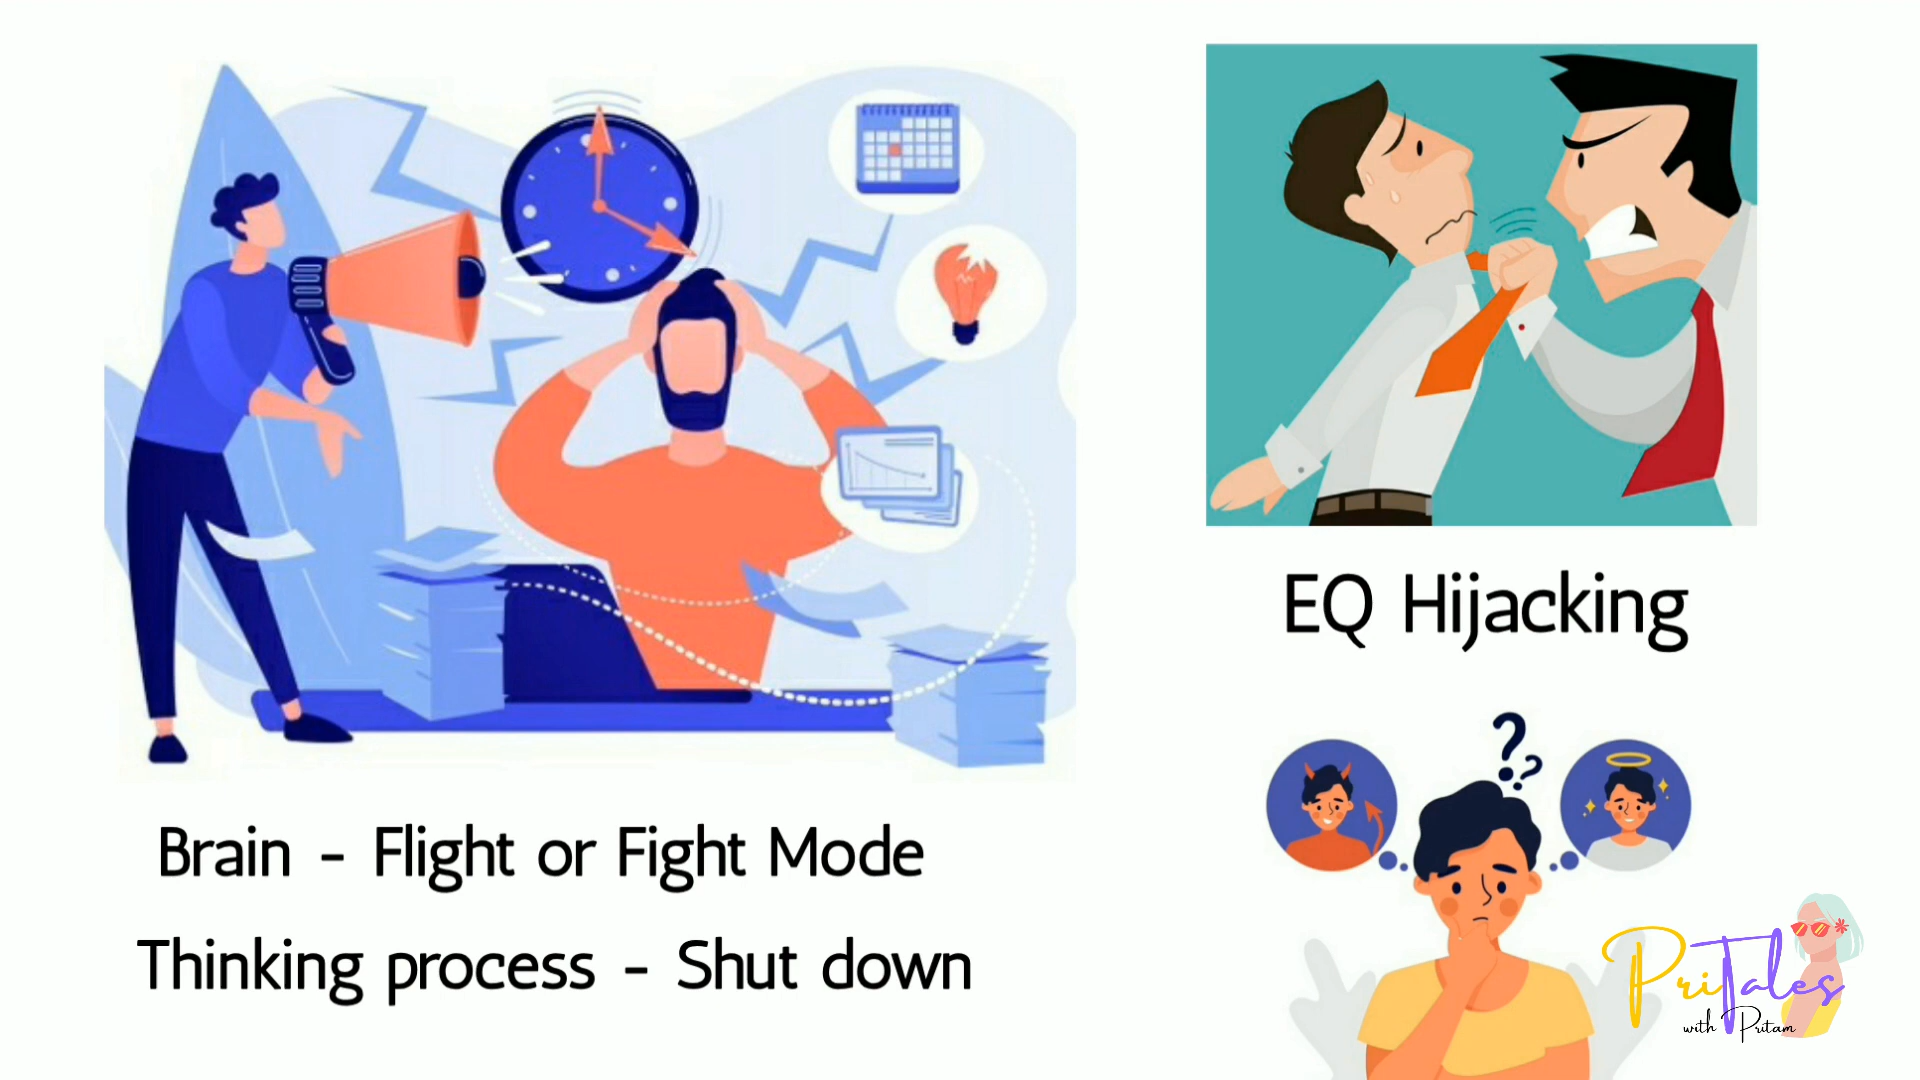 Brain - Flight or Fight Mode
Thinking process - Shut down
EQ Hijacking
??
PriTales
with Pritam